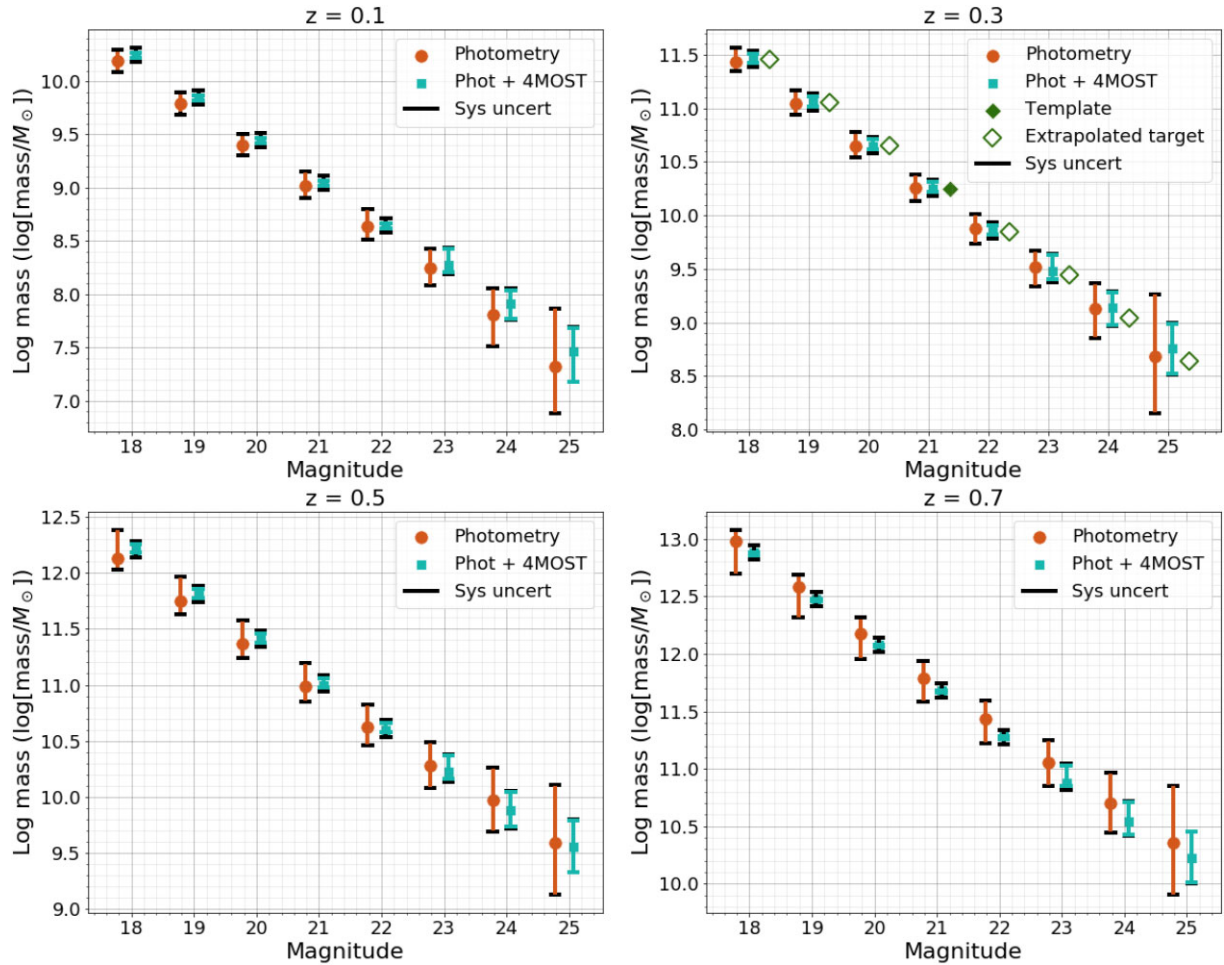 z = 0.1
Log mass (log[mass/M⊙])
10.0
9.5
9.0
8.5
8.0
7.5
7.0
Photometry
Phot + 4MOST
Sys uncert
18 19 20 21 22 23 24 25
Magnitude
z = 0.3
Log mass (log[mass/M⊙])
11.5
11.0
10.5
10.0
9.5
9.0
8.5
8.0
Photometry
Phot + 4MOST
Template
Extrapolated target
Sys uncert
18 19 20 21 22 23 24 25
Magnitude
z = 0.5
Log mass (log[mass/M⊙])
12.5
12.0
11.5
11.0
10.5
10.0
9.5
9.0
Photometry
Phot + 4MOST
Sys uncert
18 19 20 21 22 23 24 25
Magnitude
z = 0.7
Log mass (log[mass/M⊙])
13.0
12.5
12.0
11.5
11.0
10.5
10.0
Photometry
Phot + 4MOST
Sys uncert
18 19 20 21 22 23 24 25
Magnitude